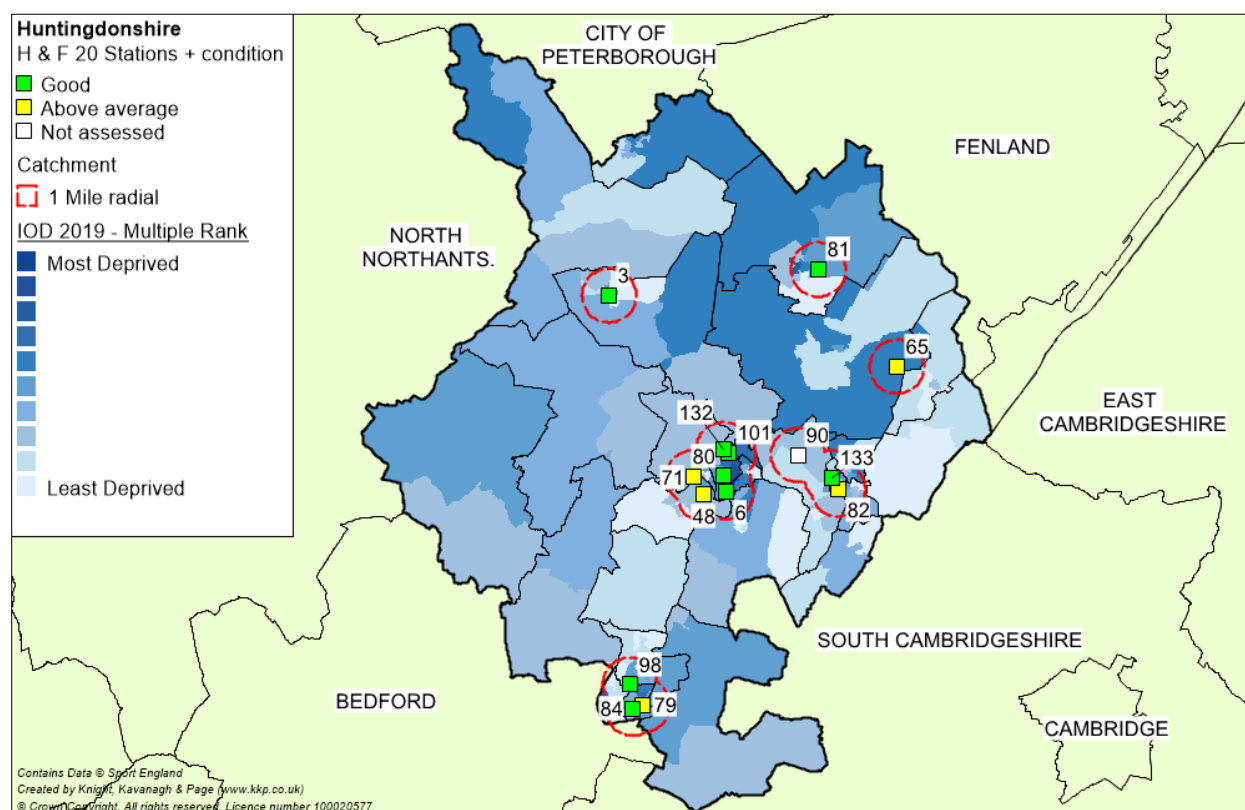 Huntingdonshire
H & F 20 Stations + condition
Good
Above average
Not assessed
Catchment
1 Mile radial
IOD 2019 - Multiple Rank
Most Deprived
Least Deprived
CITY OF
PETERBOROUGH
FENLAND
NORTH
NORTHANTS.
81
3
65
EAST
CAMBRIDGESHIRE
132
101
90
80
133
71
48
6
82
SOUTH CAMBRIDGESHIRE
98
BEDFORD
84
79
CAMBRIDGE
Contains Data © Sport England
Created by Knight, Kavanagh & Page (www.kkp.co.uk)
© Crown Copyright. All rights reserved. Licence number 100020577.